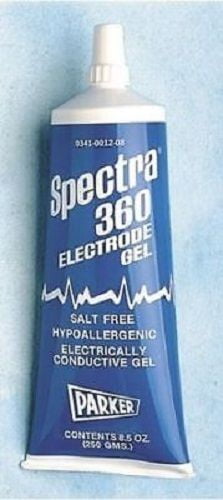 0341-0012-08
Spectra®
360
ELECTRODE
GEL
SALT FREE
HYPOALLERGENIC
ELECTRICALLY
CONDUCTIVE GEL
PARKER
CONTENTS 8.5 OZ.
(250 GMS.)